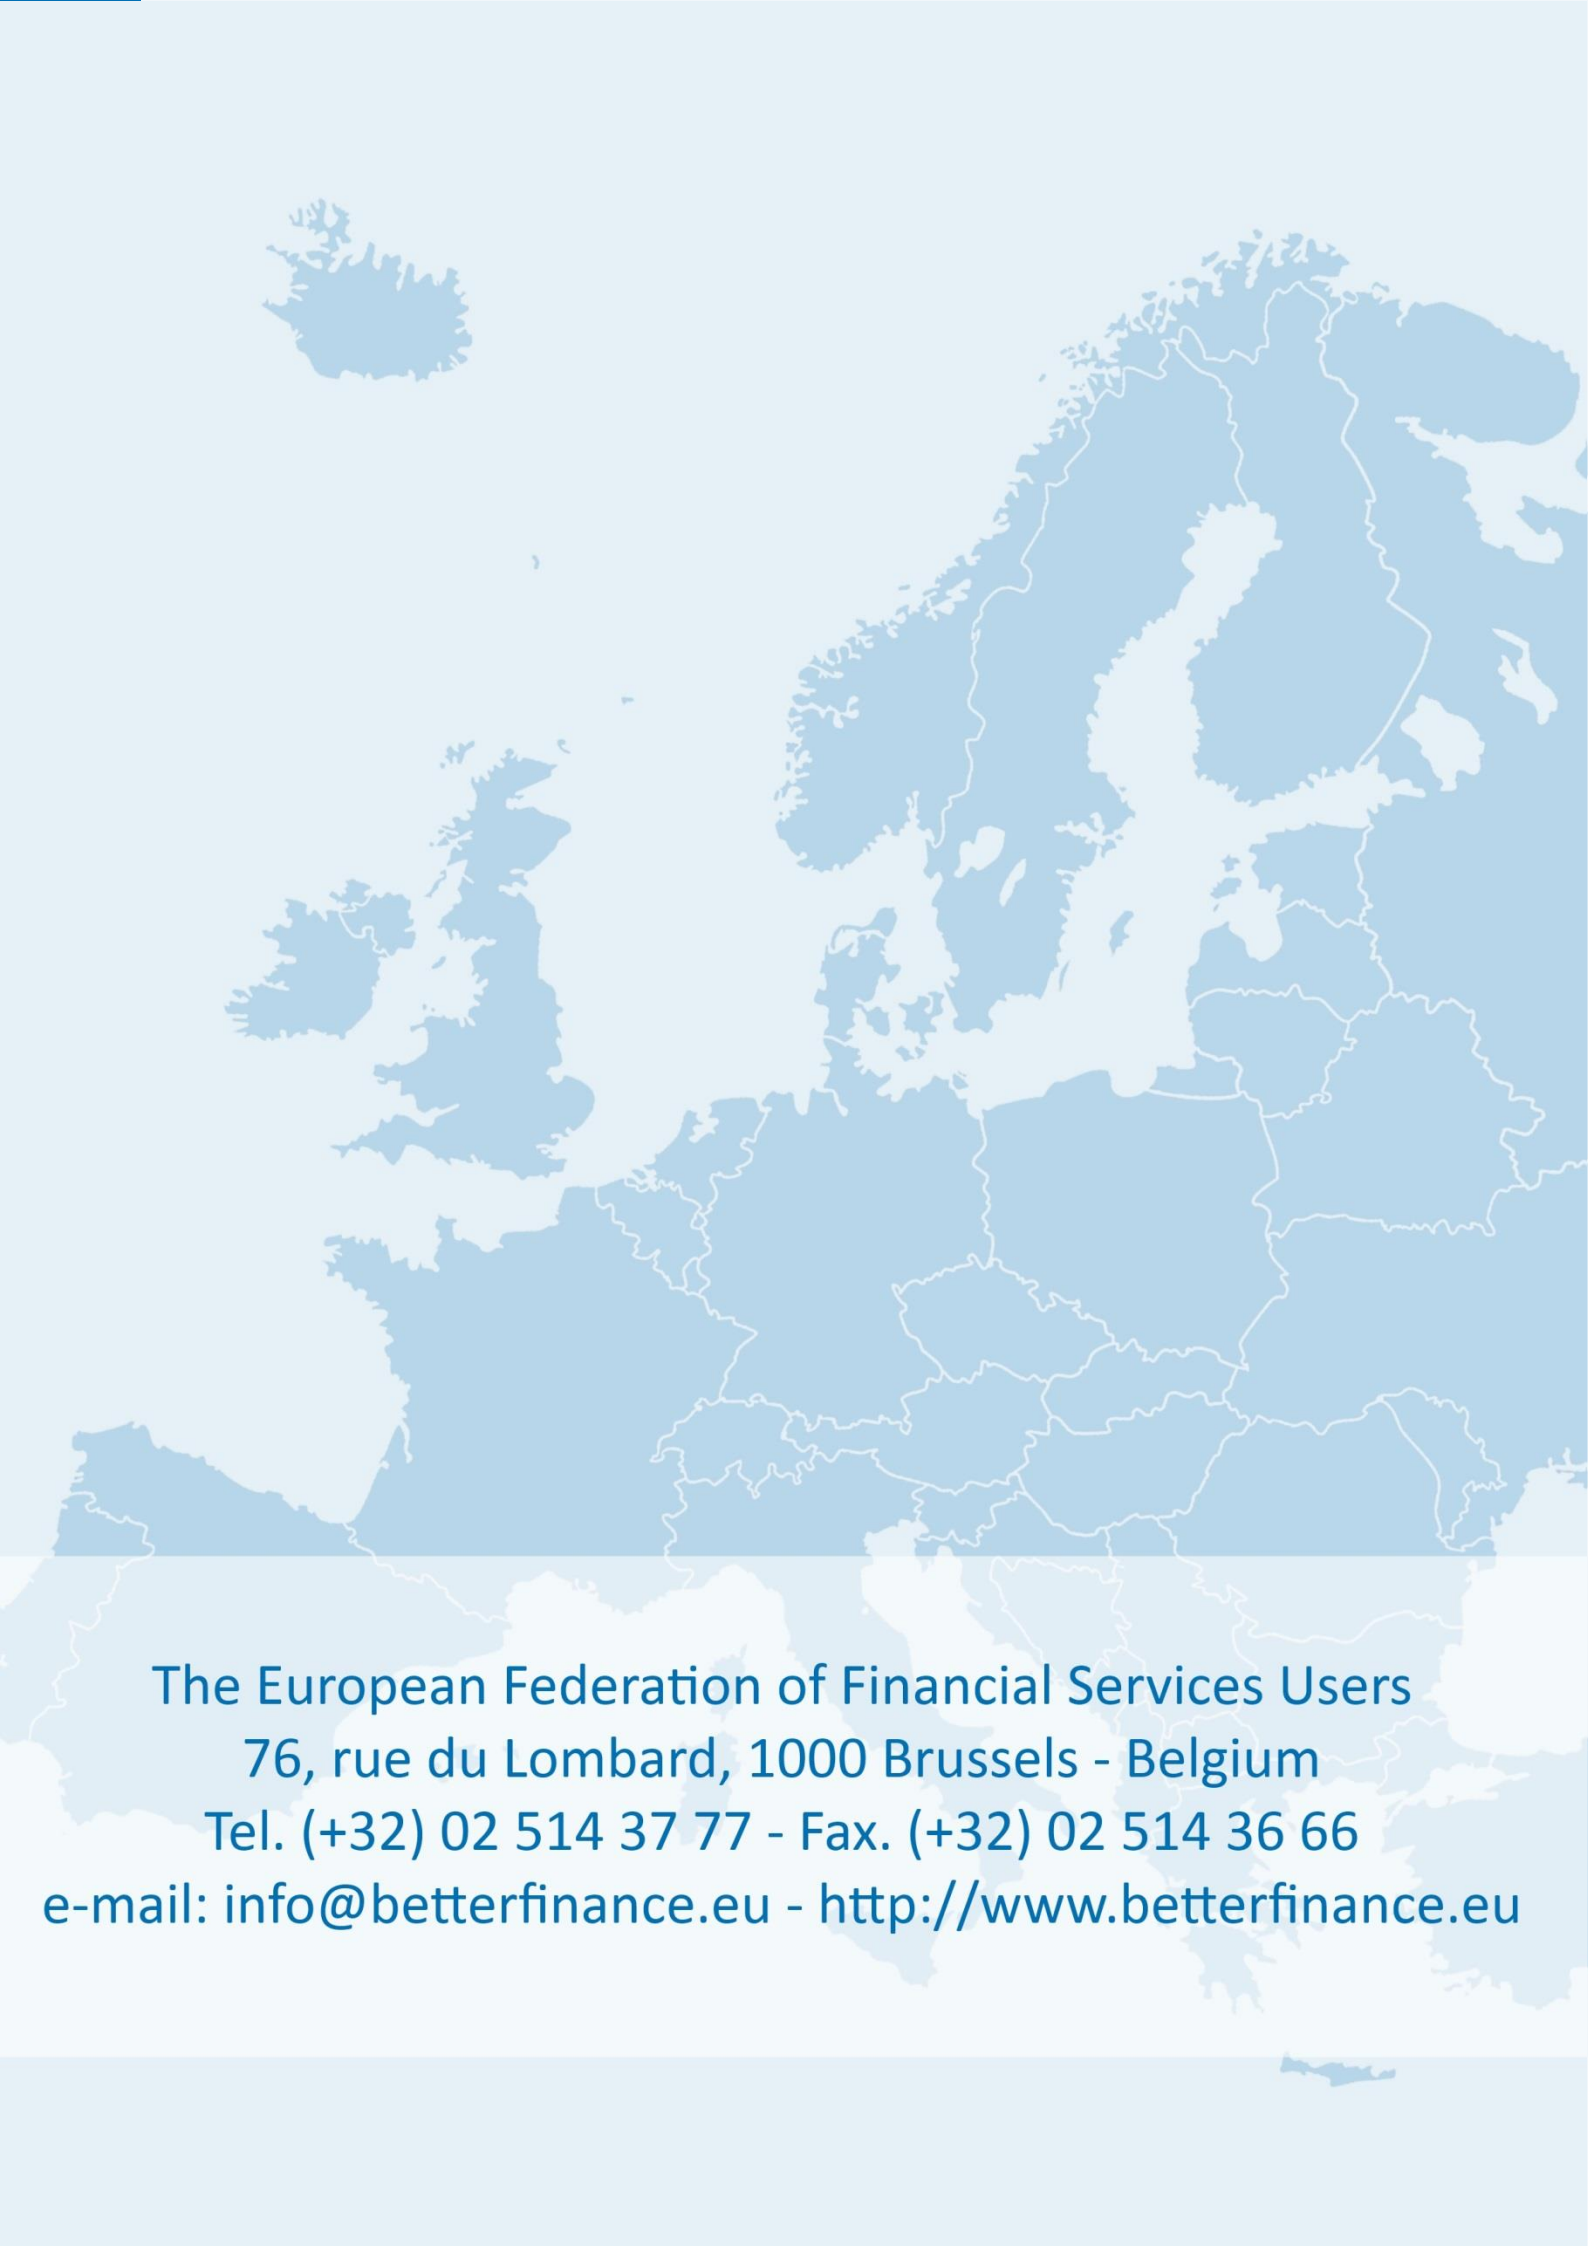 The European Federation of Financial Services Users
76, rue du Lombard, 1000 Brussels - Belgium
Tel. (+32) 02 514 37 77 - Fax. (+32) 02 514 36 66
e-mail: info@betterfinance.eu - http://www.betterfinance.eu